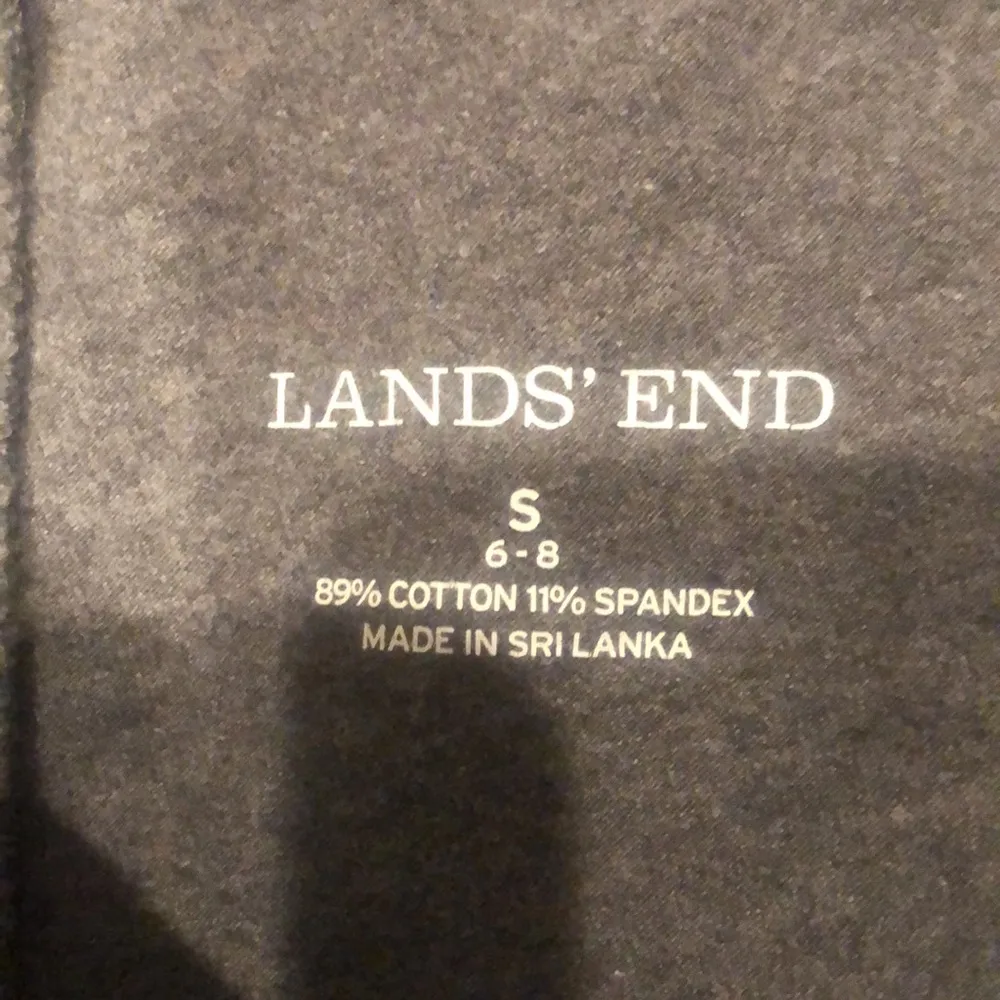 LANDS' END
S
6-8
89% COTTON 11% SPANDEX
MADE IN SRI LANKA